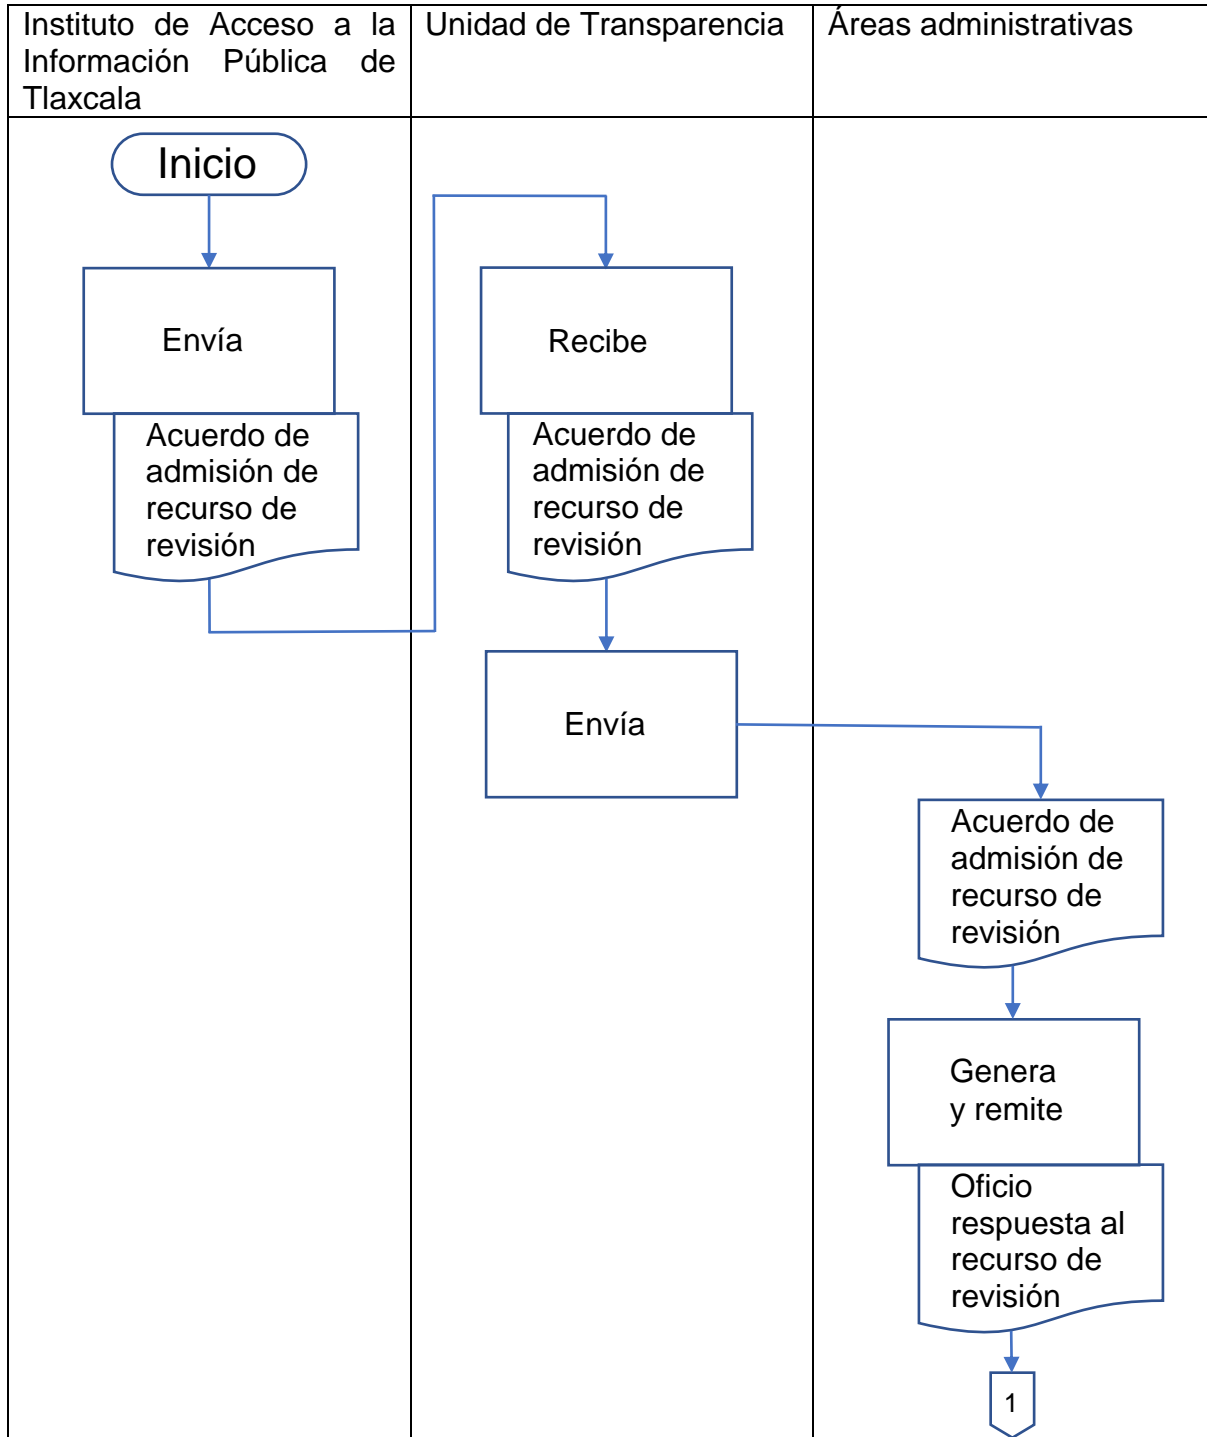 Instituto de Acceso a la
Información Pública de
Tlaxcala
Unidad de Transparencia
Áreas administrativas
Inicio
Envía
Acuerdo de
admisión de
recurso de
revisión
Recibe
Acuerdo de
admisión de
recurso de
revisión
Envía
Acuerdo de
admisión de
recurso de
revisión
Genera
y remite
Oficio
respuesta al
recurso de
revisión
1